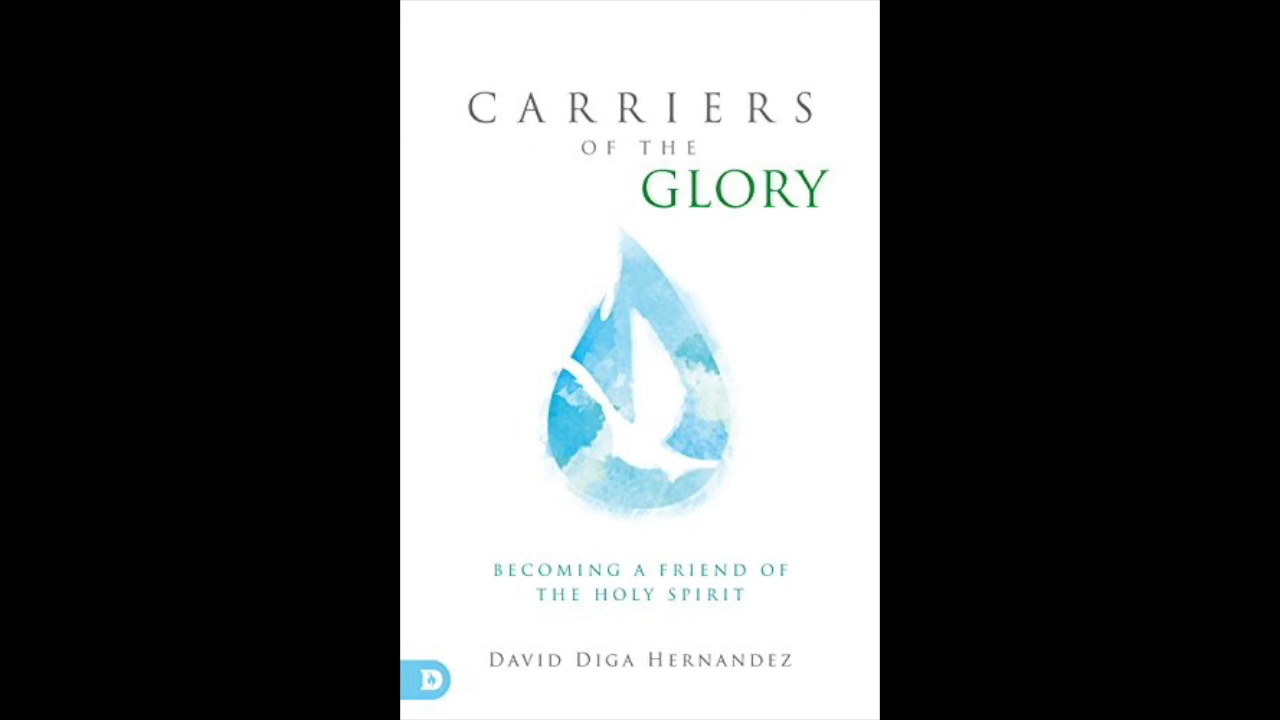 CARRIERS
OF THE
GLORY
BECOMING A FRIEND OF
THE HOLY SPIRIT
DAVID DIGA HERNANDEZ
D